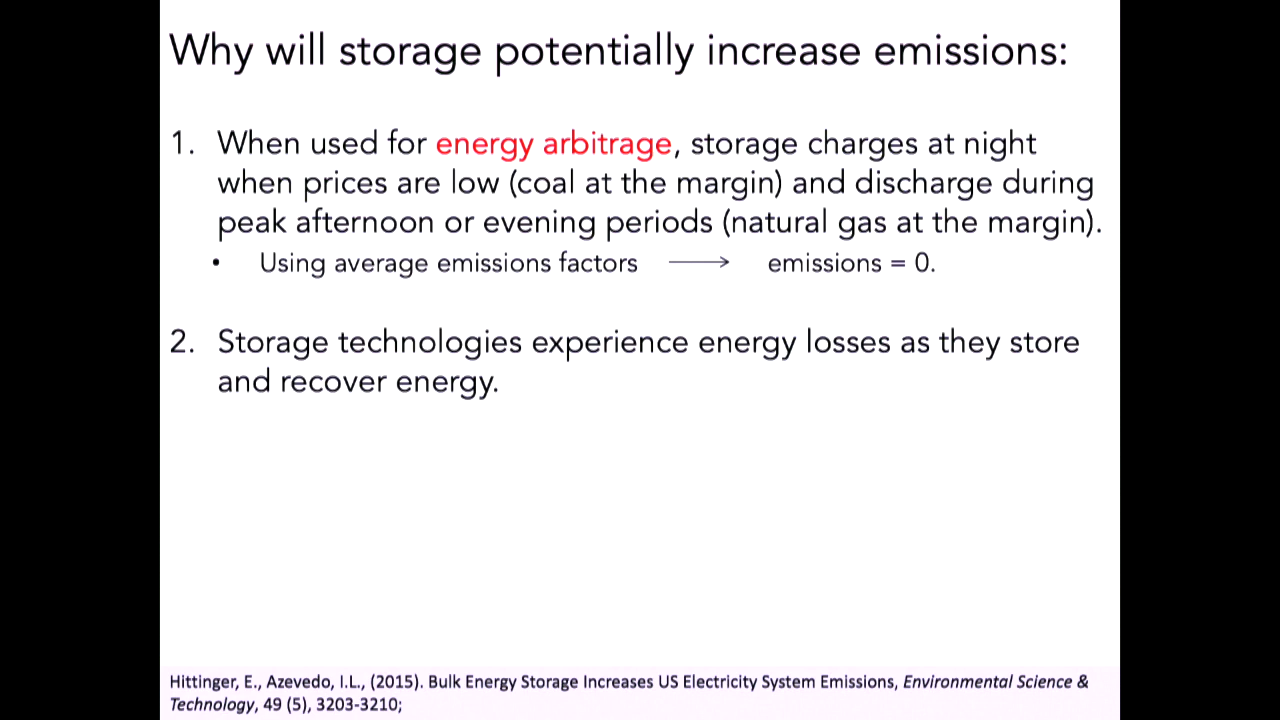 Why will storage potentially increase emissions:
1. When used for energy arbitrage, storage charges at night
when prices are low (coal at the margin) and discharge during
peak afternoon or evening periods (natural gas at the margin).
• Using average emissions factors ⟶ emissions = 0.
2. Storage technologies experience energy losses as they store
and recover energy.
Hittinger, E., Azevedo, I.L., (2015). Bulk Energy Storage Increases US Electricity System Emissions, Environmental Science &
Technology, 49 (5), 3203-3210;